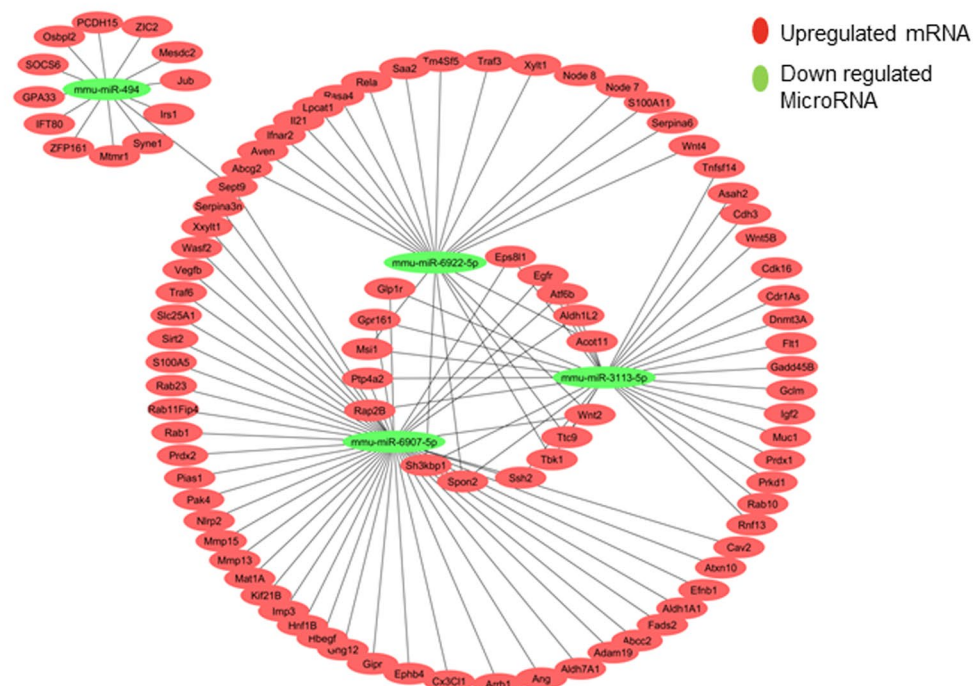 PCDH15
ZIC2
Osbpl2
Mesdc2
SOCS6
Jub
mmu-miR-494
GPA33
Irs1
IFT80
ZFP161
Syne1
Mtmr1
Upregulated mRNA
Down regulated
MicroRNA
Tm4Sf5
Traf3
Xylt1
Saa2
Node 8
Rela
Node 7
Rasa4
S100A11
Lpcat1
Serpina6
Il21
Wnt4
Ifnar2
Tnfsf14
Aven
Asah2
Abcg2
Cdh3
Sept9
Wnt5B
Serpina3n
Xxylt1
Wasf2
Cdk16
Vegfb
Cdr1As
Traf6
Dnmt3A
Slc25A1
Flt1
Sirt2
Gadd45B
S100A5
Gclm
Rab23
Igf2
Rab11Fip4
Muc1
Rab1
Prdx1
Prdx2
Prkd1
Pias1
Rab10
Pak4
Rnf13
Nlrp2
Cav2
Mmp15
Atxn10
Mmp13
Efnb1
Mat1A
Aldh1A1
Kif21B
Fads2
Imp3
Abcc2
Hnf1B
Adam19
Hbegf
Gng12
Aldh7A1
Gipr
Ang
Ephb4
Arrb1
Cx3Cl1
mmu-miR-6922-5p
Eps8l1
Egfr
Glp1r
Atf6b
Aldh1L2
Gpr161
Acot11
Msi1
Ptp4a2
mmu-miR-3113-5p
Rap2B
Wnt2
mmu-miR-6907-5p
Ttc9
Tbk1
Sh3kbp1
Spon2
Ssh2